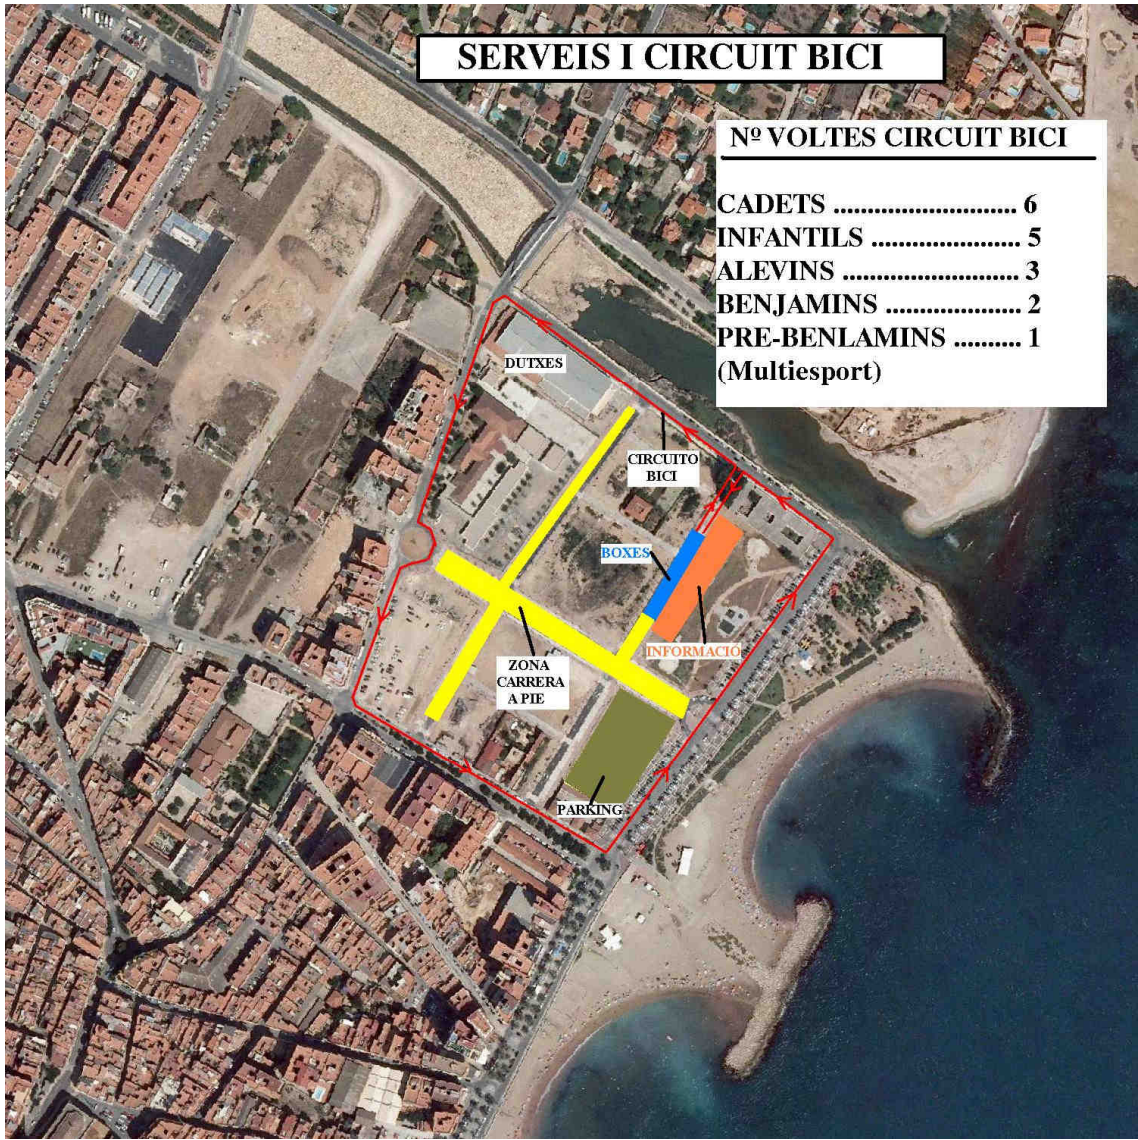 SERVEIS I CIRCUIT BICI
Nº VOLTES CIRCUIT BICI
CADETS ........................... 6
INFANTILS ...................... 5
ALEVINS .......................... 3
BENJAMINS .................... 2
PRE-BENLAMINS .......... 1
(Multiesport)
DUTXES
CIRCUITO
BICI
BOXES
INFORMACIÓ
ZONA
CARRERA
A PIE
PARKING